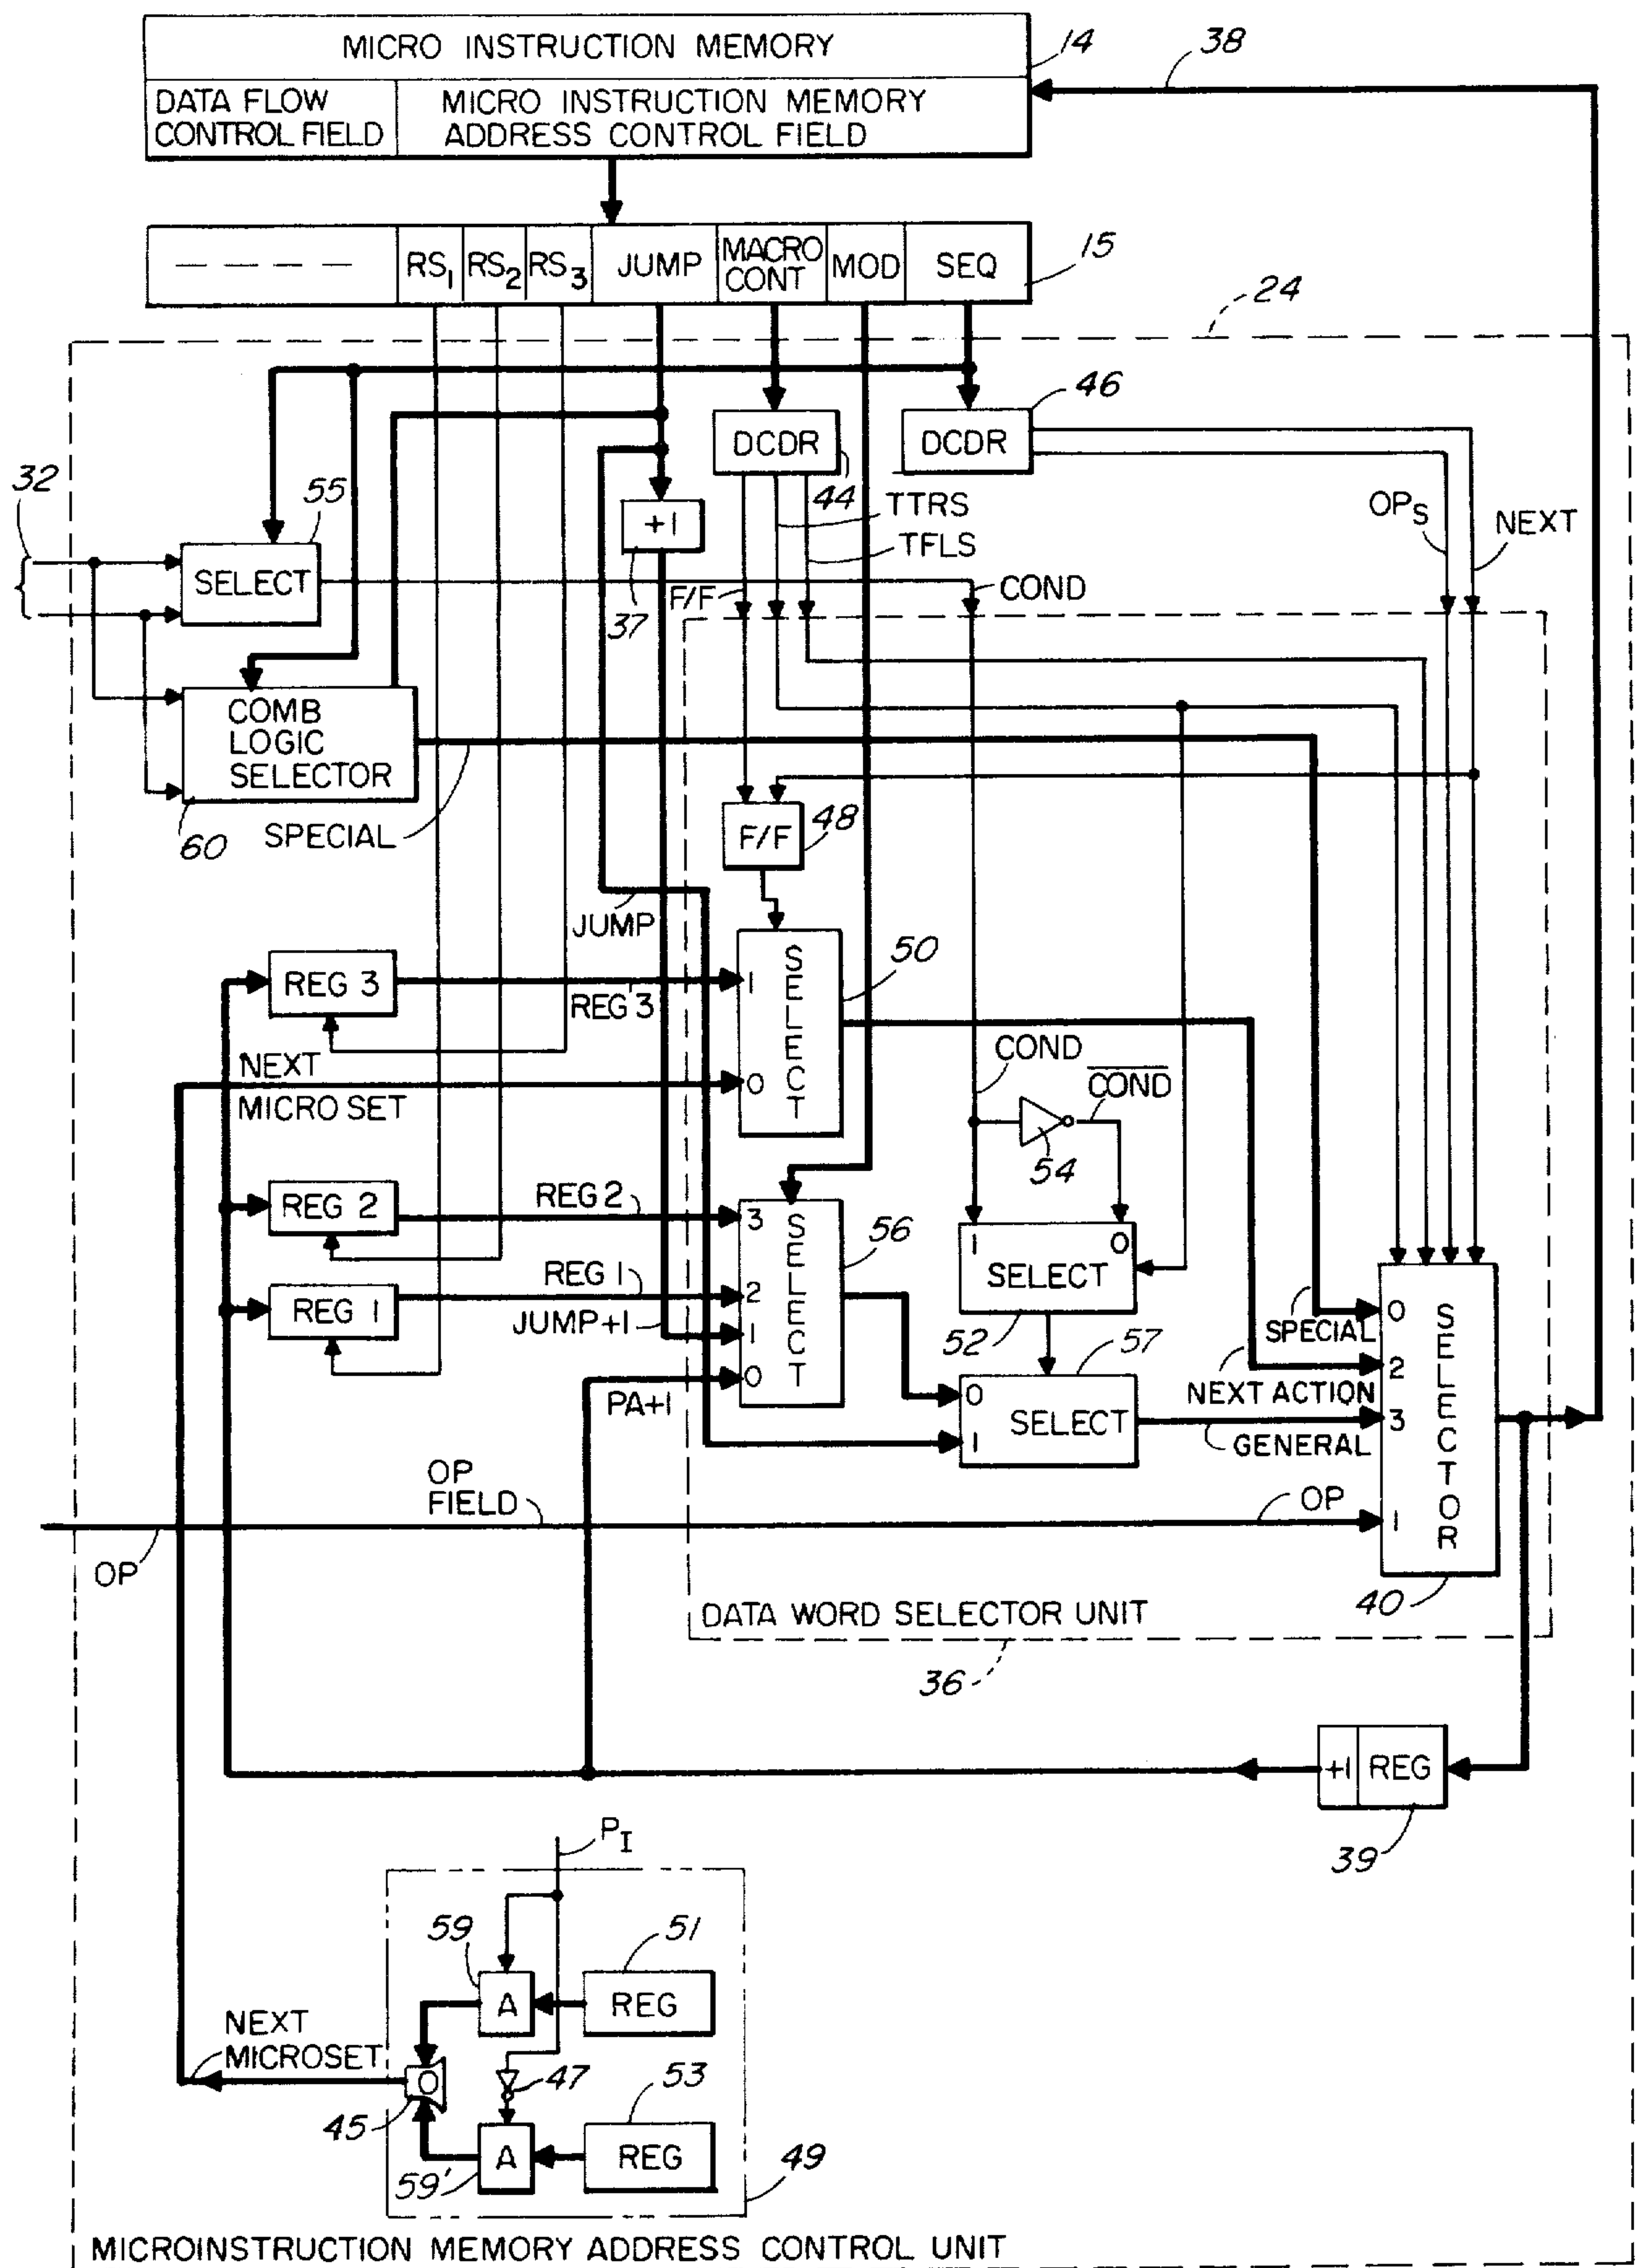 MICRO INSTRUCTION MEMORY
14
38
DATA FLOW
CONTROL FIELD
MICRO INSTRUCTION MEMORY
ADDRESS CONTROL FIELD
— — — — —
RS1
RS2
RS3
JUMP
MACRO
CONT
MOD
SEQ
15
24
46
DCDR
DCDR
32
55
44
TTRS
OPS
NEXT
+1
TFLS
SELECT
F/F
COND
37
COMB
LOGIC
SELECTOR
F/F
48
60
SPECIAL
JUMP
50
REG 3
1
SELECT
REG 3
NEXT
COND
COND
0
MICRO SET
54
REG 2
REG 2
3
SELECT
56
1
0
REG 1
SELECT
REG 1
2
0
SELECTOR
JUMP+1
1
SPECIAL
52
57
2
0
PA+1
0
NEXT ACTION
SELECT
3
1
GENERAL
OP
FIELD
OP
1
OP
40
DATA WORD SELECTOR UNIT
36
+1
REG
PI
39
59
51
A
REG
NEXT
MICROSET
47
O
53
45
A
REG
59'
49
MICROINSTRUCTION MEMORY ADDRESS CONTROL UNIT